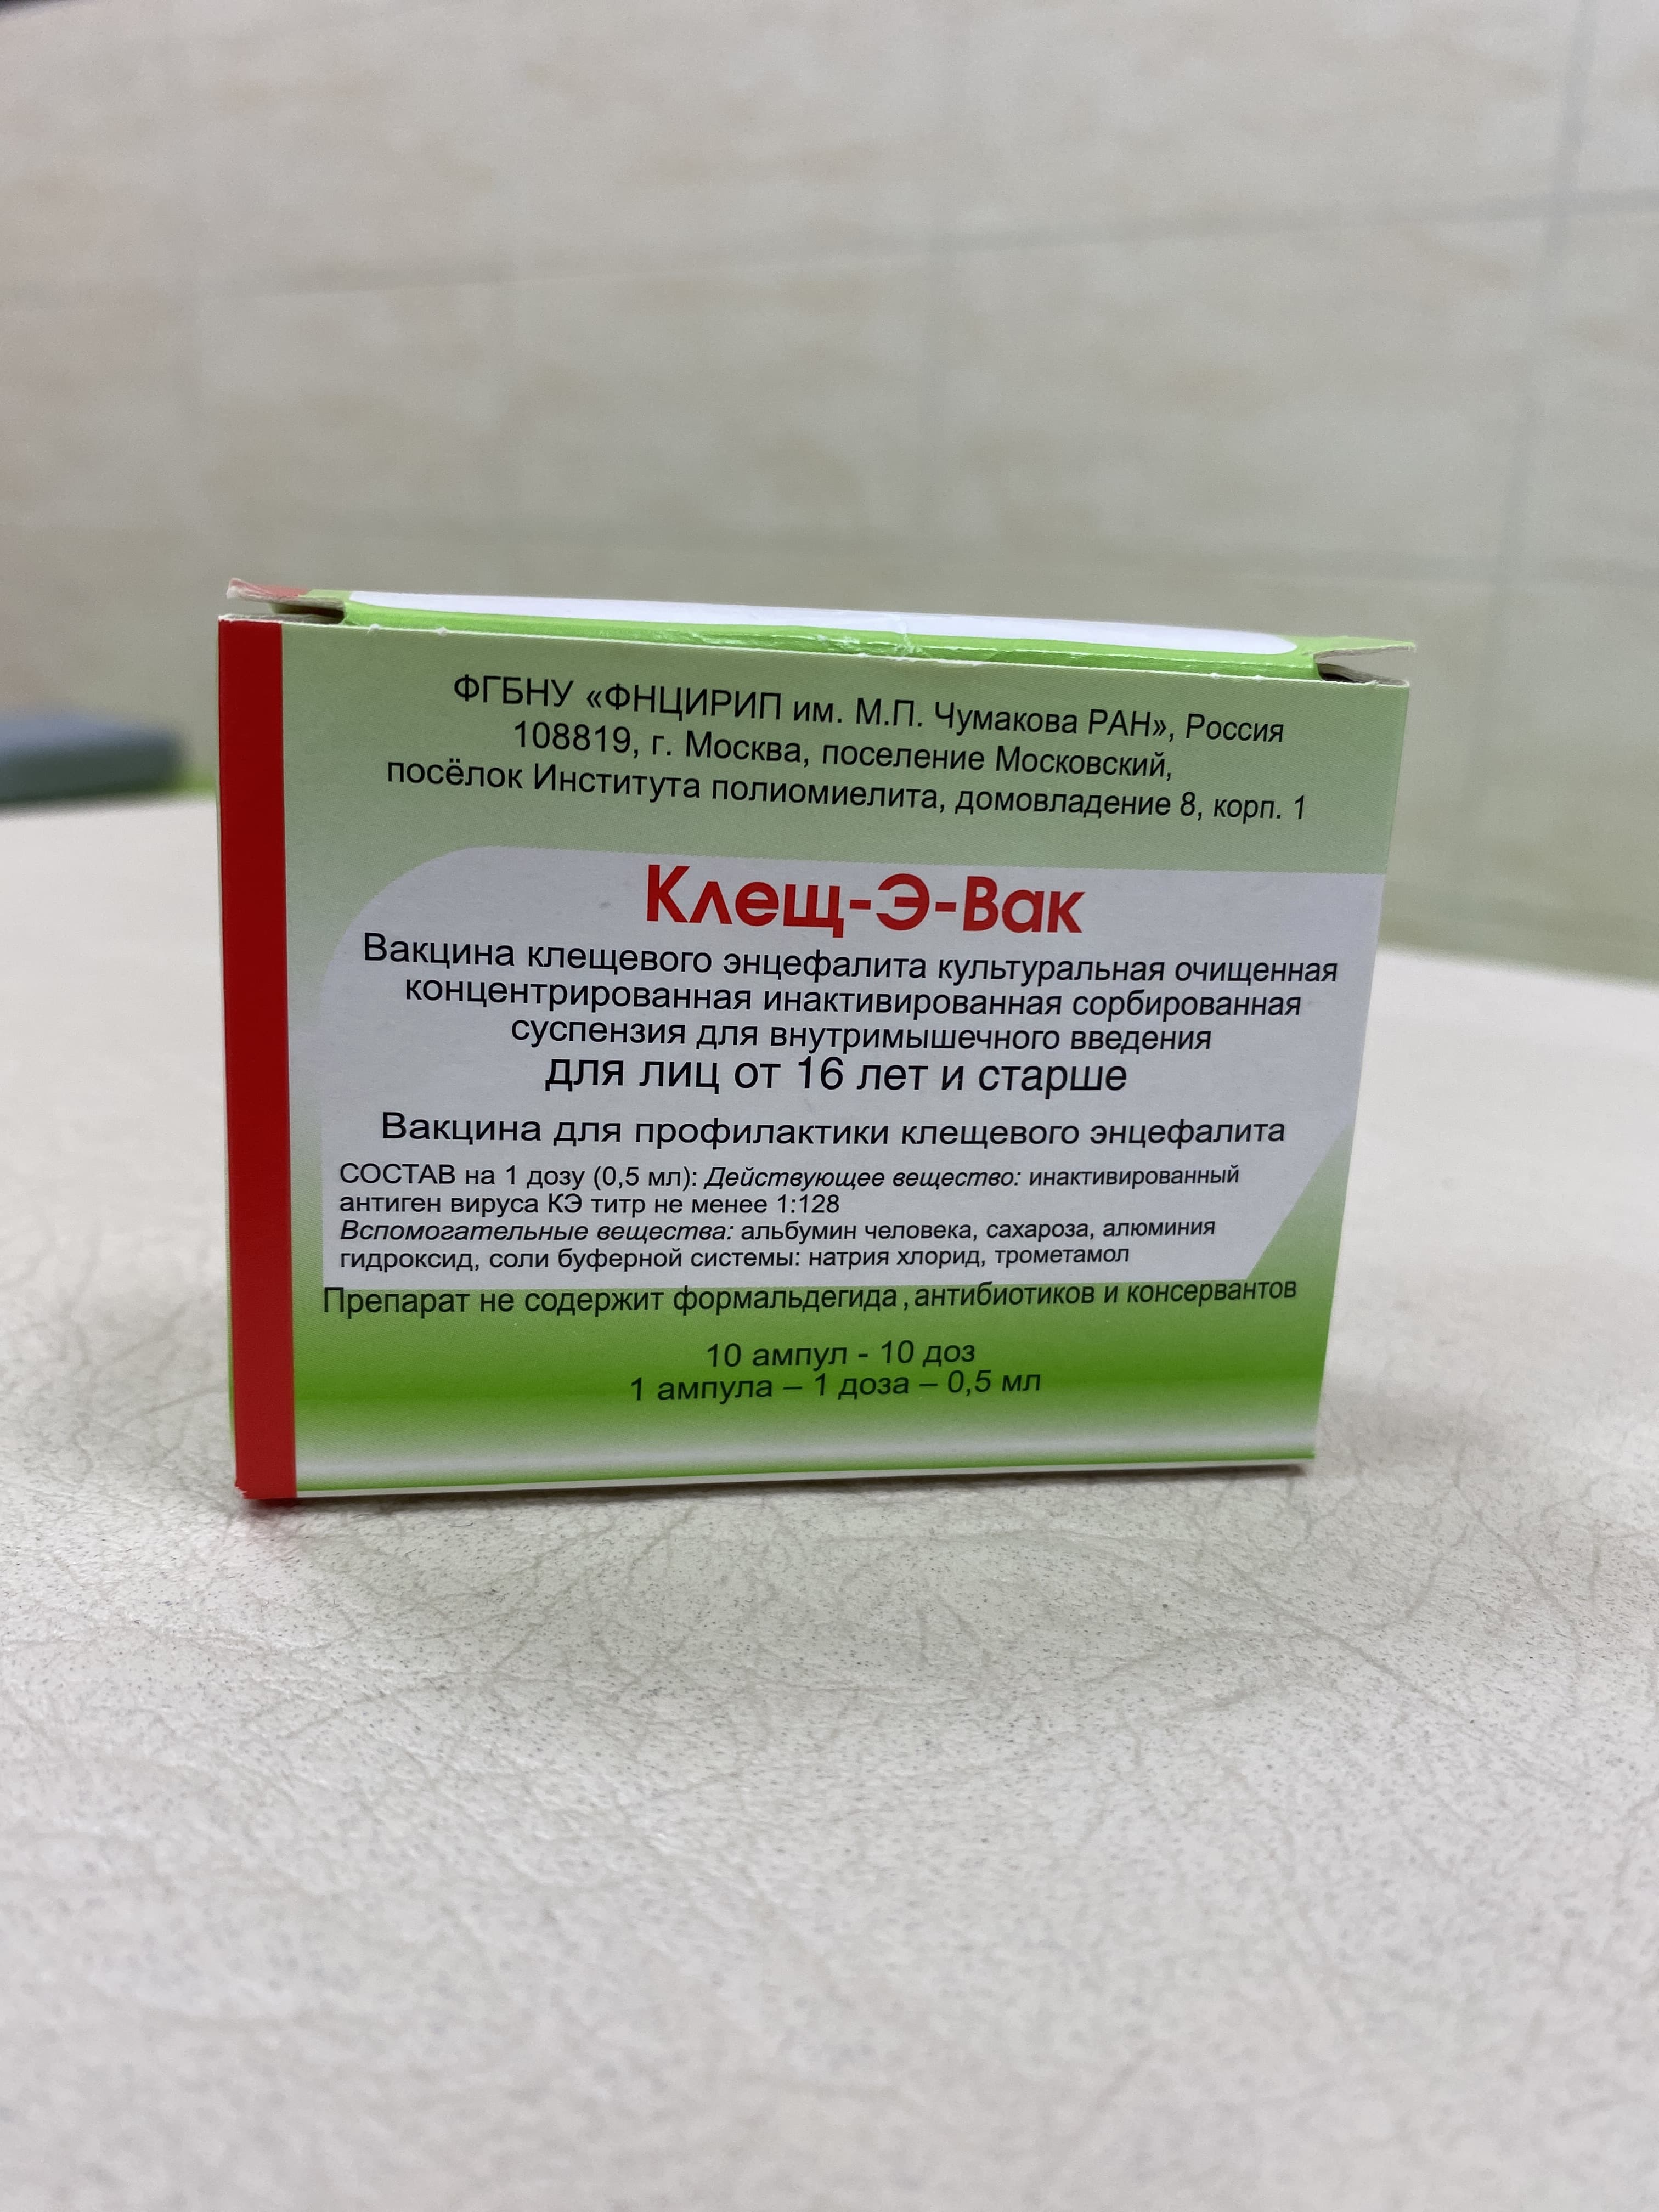 ФГБНУ «ФНЦИРИП им. М.П. Чумакова РАН», Россия
108819, г. Москва, поселение Московский,
посёлок Института полиомиелита, домовладение 8, корп. 1
Клещ-Э-Вак
Вакцина клещевого энцефалита культуральная очищенная
концентрированная инактивированная сорбированная
суспензия для внутримышечного введения
для лиц от 16 лет и старше
Вакцина для профилактики клещевого энцефалита
СОСТАВ на 1 дозу (0,5 мл): Действующее вещество: инактивированный
антиген вируса КЭ титр не менее 1:128
Вспомогательные вещества: альбумин человека, сахароза, алюминия
гидроксид, соли буферной системы: натрия хлорид, трометамол
Препарат не содержит формальдегида, антибиотиков и консервантов
10 ампул - 10 доз
1 ампула – 1 доза – 0,5 мл